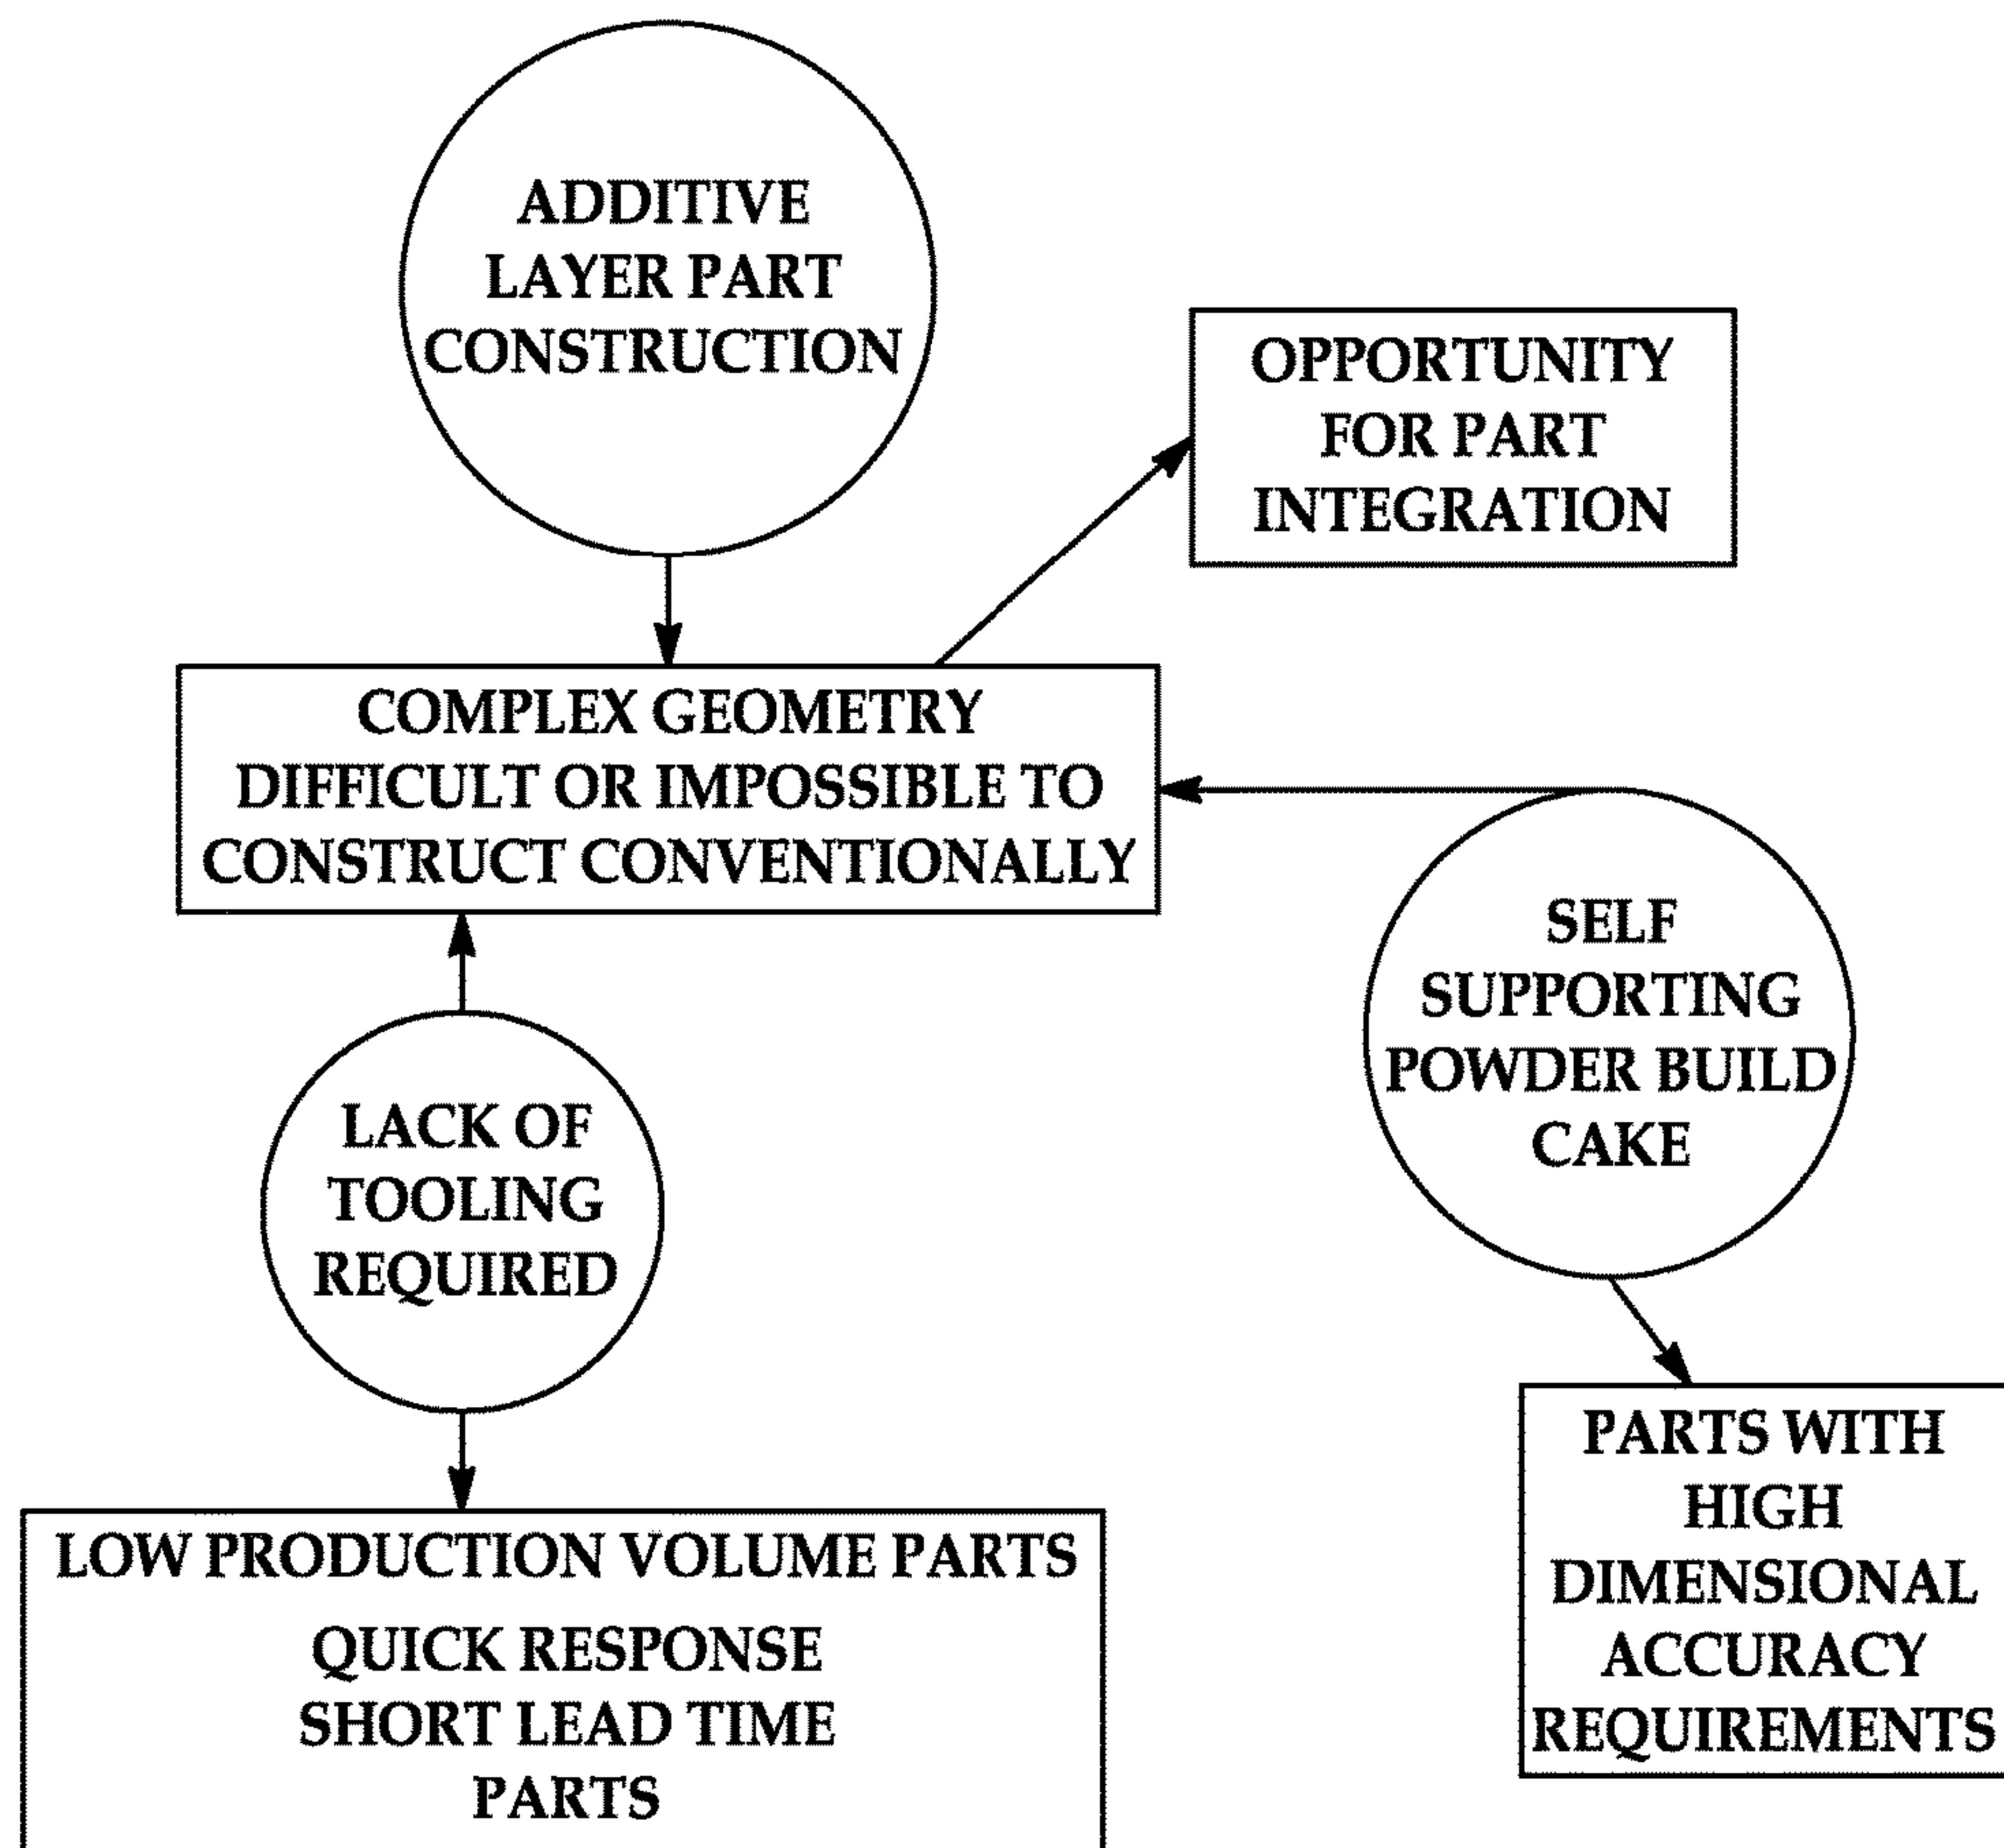 ADDITIVE
LAYER PART
CONSTRUCTION
OPPORTUNITY
FOR PART
INTEGRATION
COMPLEX GEOMETRY
DIFFICULT OR IMPOSSIBLE TO
CONSTRUCT CONVENTIONALLY
SELF
SUPPORTING
POWDER BUILD
CAKE
LACK OF
TOOLING
REQUIRED
PARTS WITH
HIGH
DIMENSIONAL
ACCURACY
REQUIREMENTS
LOW PRODUCTION VOLUME PARTS
QUICK RESPONSE
SHORT LEAD TIME
PARTS